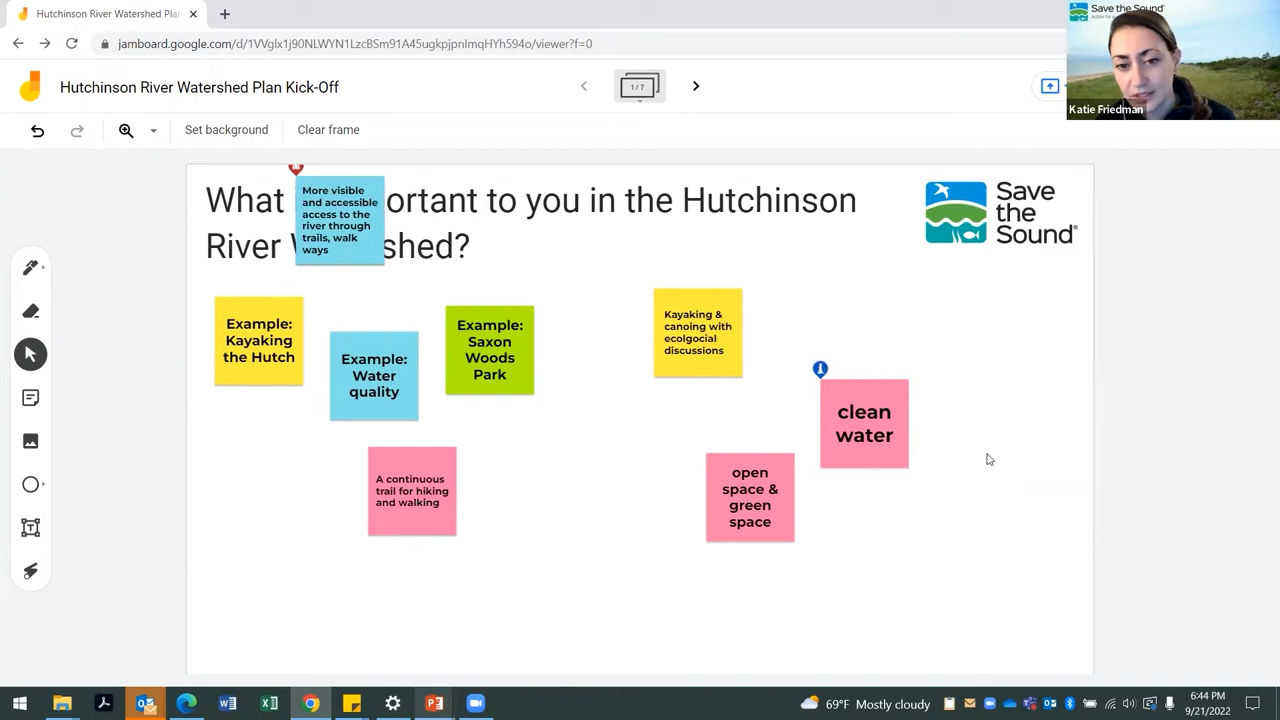 Hutchinson River Watershed Plan
jamboard.google.com/d/1VVglx1j90NLWYN1LzcBSm91A45ugkpjpnImqHYh594o/viewer?f=0
Save the Sound
Katie Friedman
Hutchinson River Watershed Plan Kick-Off
1/7
Set background
Clear frame
What ortant to you in the Hutchinson
River W shed?
More visible
and accessible
access to the
river through
trails, walk
ways
Save
the
Sound®
Example:
Kayaking
the Hutch
Example:
Water
quality
Example:
Saxon
Woods
Park
Kayaking &
canoing with
ecolgocial
discussions
clean
water
A continuous
trail for hiking
and walking
open
space &
green
space
69°F Mostly cloudy
6:44 PM
9/21/2022